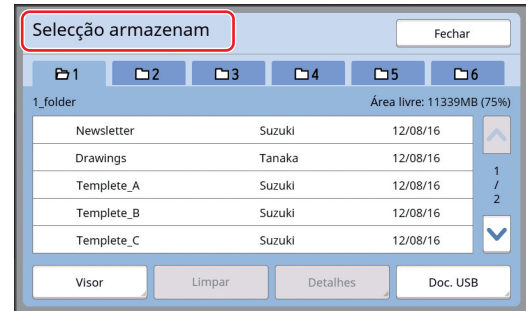 Selecção armazenam
Fechar
1 2 3 4 5 6
1_folder Área livre: 11339MB (75%)
Newsletter Suzuki 12/08/16
Drawings Tanaka 12/08/16
Templete_A Suzuki 12/08/16
Templete_B Suzuki 12/08/16
Templete_C Suzuki 12/08/16
1
/
2
Visor Limpar Detalhes Doc. USB